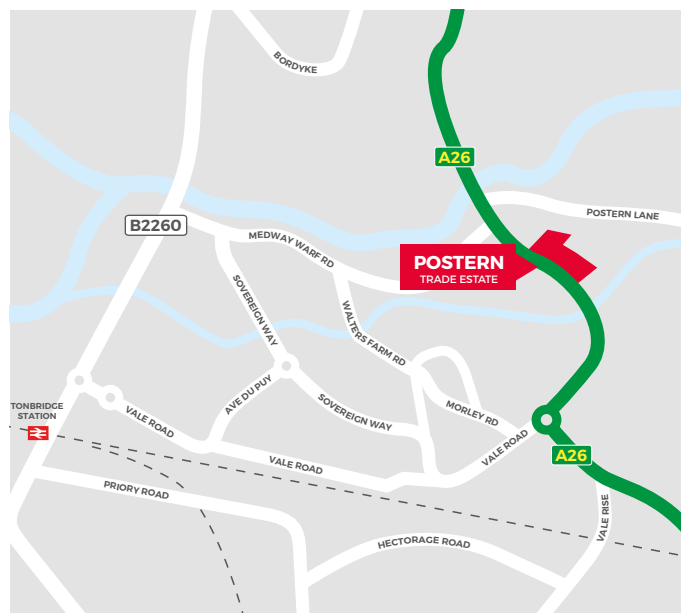 BORDYKE
A26
POSTERN LANE
B2260
MEDWAY WARF RD
POSTERN
TRADE ESTATE
SOVEREIGN WAY
WALTERS FARM RD
AVE DU PUY
SOVEREIGN WAY
MORLEY RD
TONBRIDGE
STATION
VALE ROAD
VALE ROAD
VALE ROAD
A26
PRIORY ROAD
VALE RISE
HECTORAGE ROAD